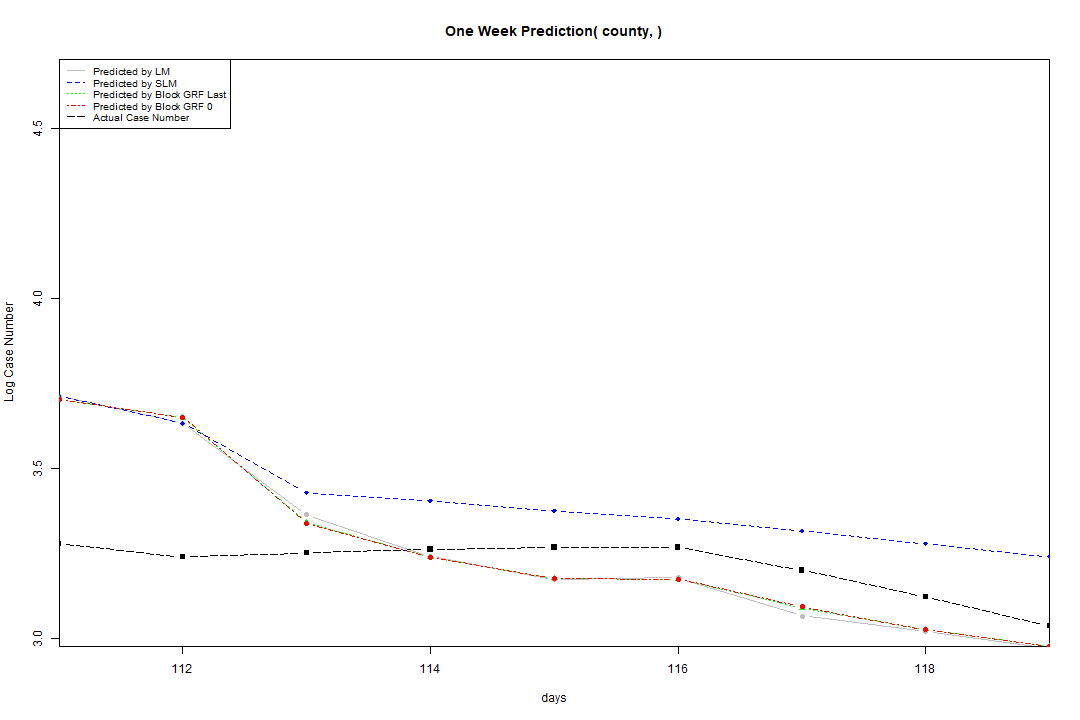 One Week Prediction( county, )
Predicted by LM
Predicted by SLM
Predicted by Block GRF Last
Predicted by Block GRF 0
Actual Case Number
4.5
4.0
3.5
3.0
Log Case Number
112
114
116
118
days